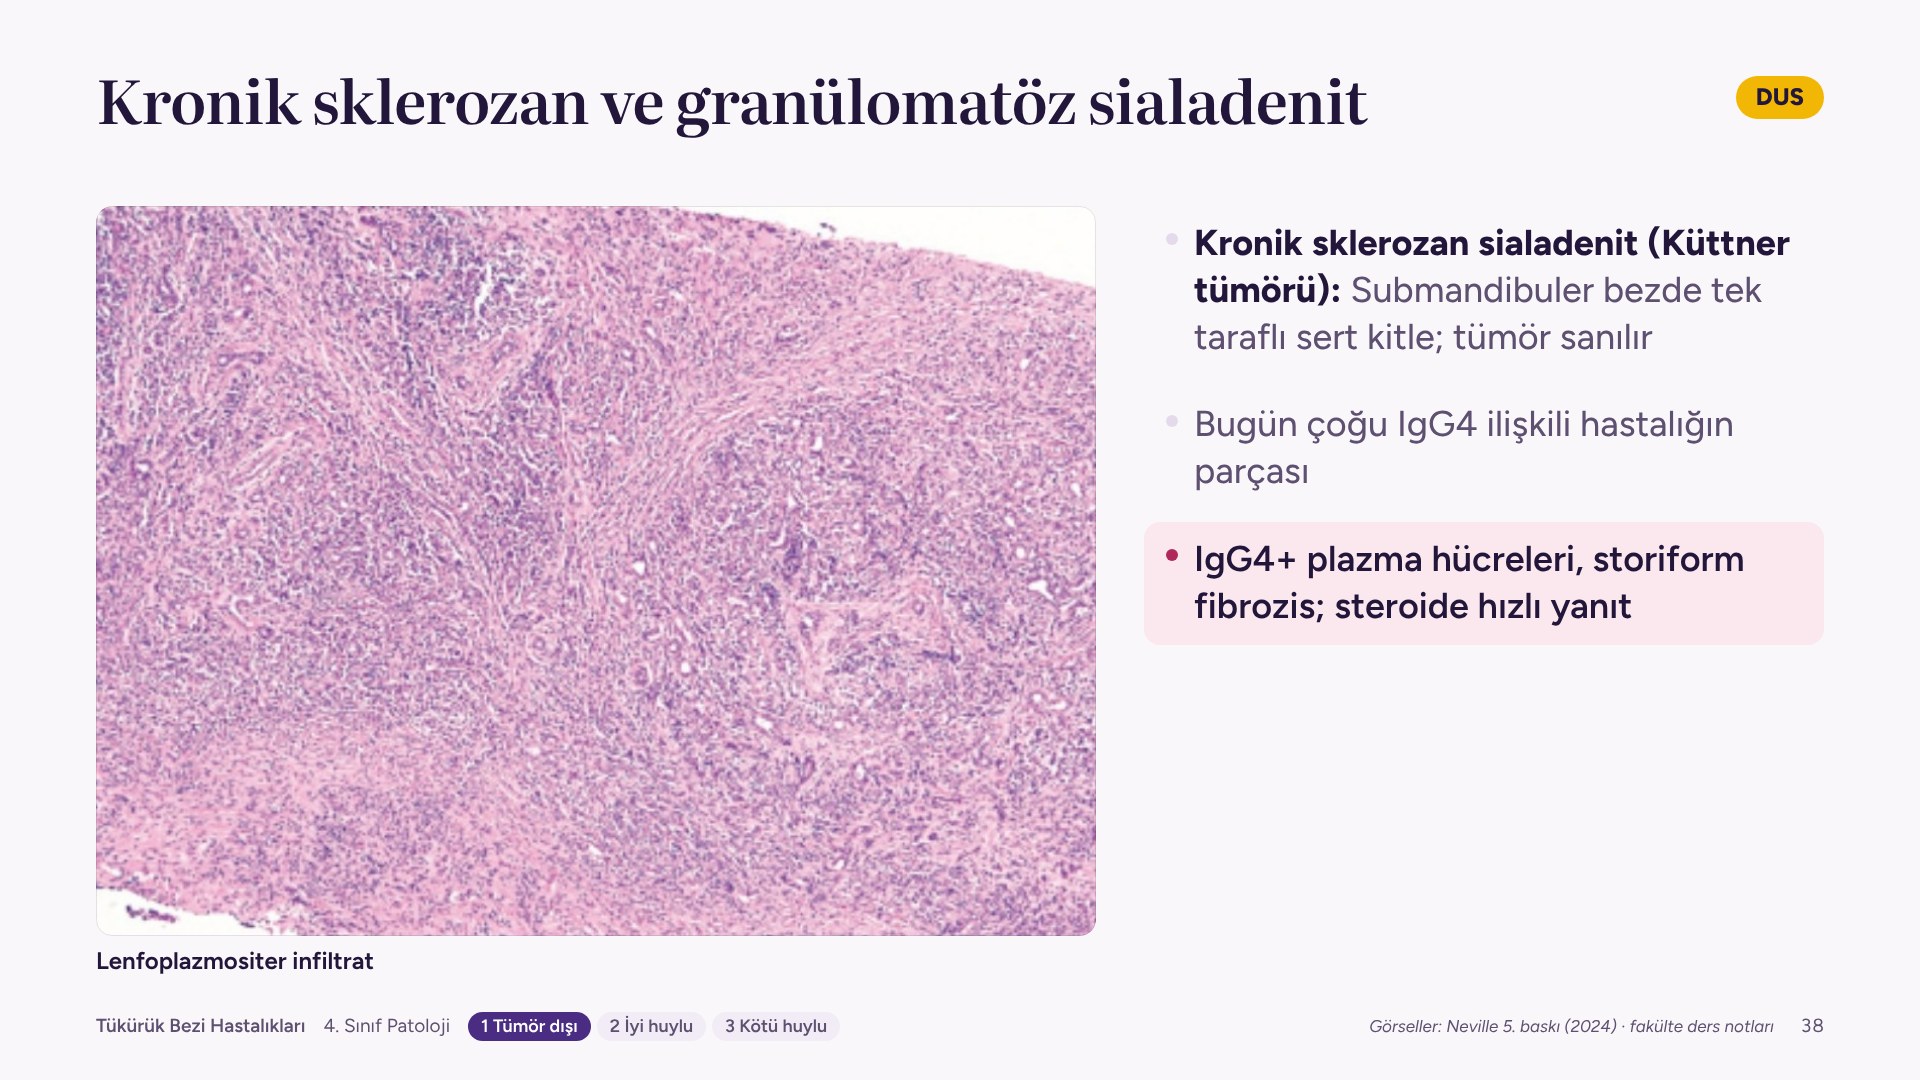 Kronik sklerozan ve granülomatöz sialadenit
DUS
Kronik sklerozan sialadenit (Küttner
tümörü): Submandibuler bezde tek
taraflı sert kitle; tümör sanılır
Bugün çoğu IgG4 ilişkili hastalığın
parçası
IgG4+ plazma hücreleri, storiform
fibrozis; steroide hızlı yanıt
Lenfoplazmositer infiltrat
Tükürük Bezi Hastalıkları 4. Sınıf Patoloji 1 Tümör dışı 2 İyi huylu 3 Kötü huylu
Görseller: Neville 5. baskı (2024) · fakülte ders notları 38